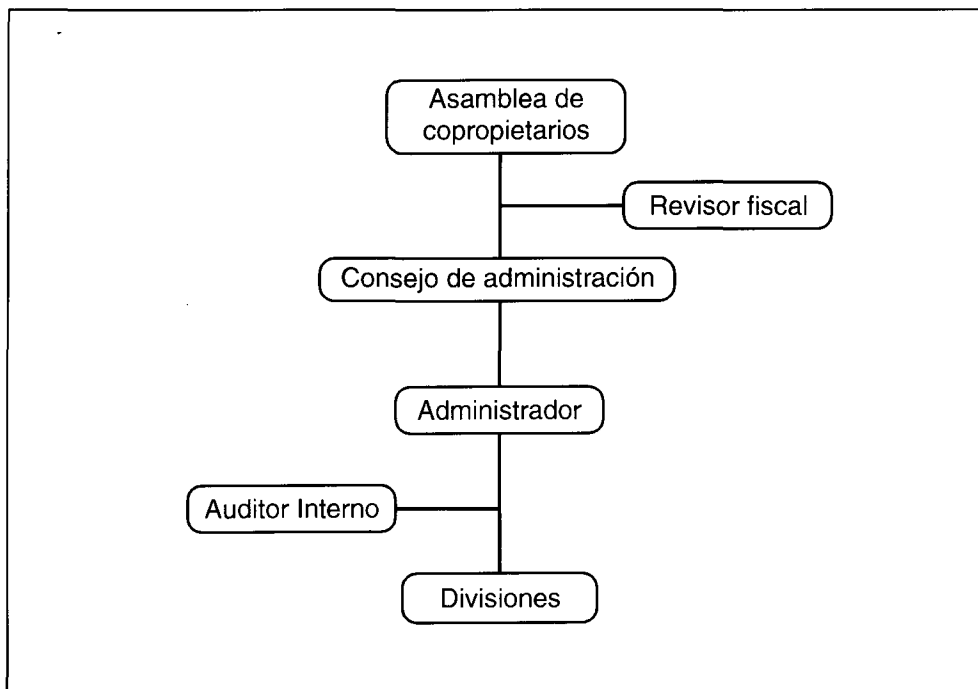 Asamblea de
copropietarios
Revisor fiscal
Consejo de administración
Administrador
Auditor Interno
Divisiones